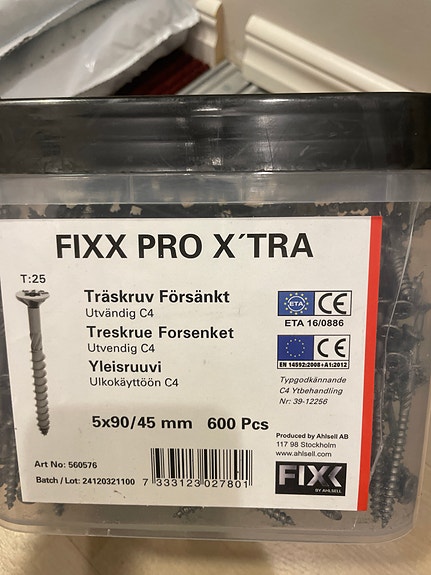 FIXX PRO X´TRA
T:25
Träskruv Försänkt
Utvändig C4
Treskrue Forsenket
Utvendig C4
Yleisruuvi
Ulkokäyttöön C4
5x90/45 mm 600 Pcs
ETA CE
ETA 16/0886
CE
EN 14592:2008+A1:2012
Typgodkännande
C4 Ytbehandling
Nr: 39-12256
Produced by Ahlsell AB
117 98 Stockholm
www.ahlsell.com
Art No: 560576
Batch / Lot: 24120321100
7 333123 027801
FIXX
BY AHLSELL